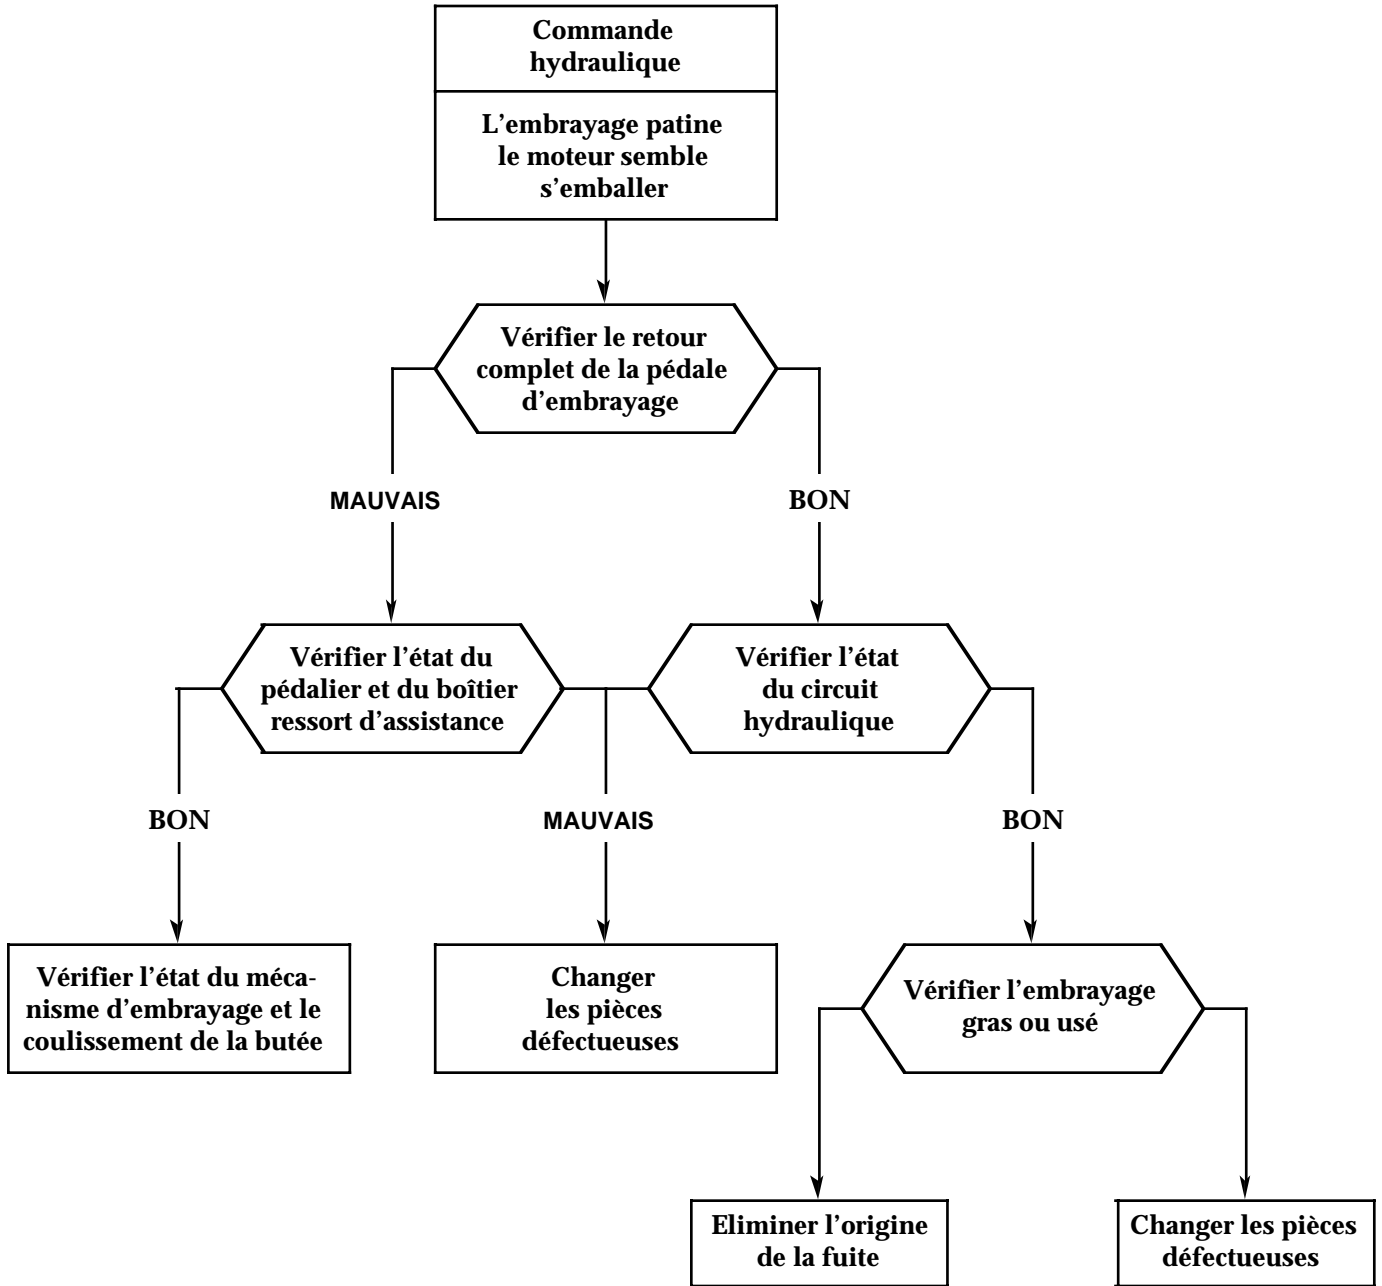 Commande
hydraulique
L'embrayage patine
le moteur semble
s'emballer
Vérifier le retour
complet de la pédale
d'embrayage
MAUVAIS
BON
Vérifier l'état du
pédalier et du boîtier
ressort d'assistance
Vérifier l'état
du circuit
hydraulique
BON
MAUVAIS
BON
Vérifier l'état du méca-
nisme d'embrayage et le
coulissement de la butée
Changer
les pièces
défectueuses
Vérifier l'embrayage
gras ou usé
Eliminer l'origine
de la fuite
Changer les pièces
défectueuses